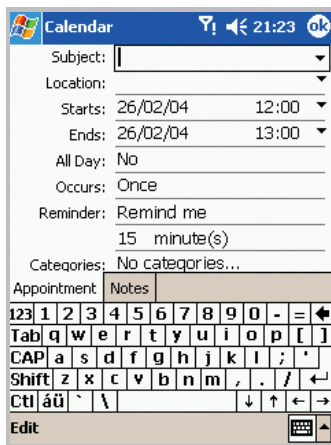 Calendar 21:23 ok
Subject:
Location:
Starts: 26/02/04 12:00
Ends: 26/02/04 13:00
All Day: No
Occurs: Once
Reminder: Remind me
15 minute(s)
Categories: No categories...
Appointment Notes
123 1 2 3 4 5 6 7 8 9 0 - =
Tab q w e r t y u i o p [ ]
CAP a s d f g h j k l ; '
Shift z x c v b n m , . /
Ctl áü ` \
Edit